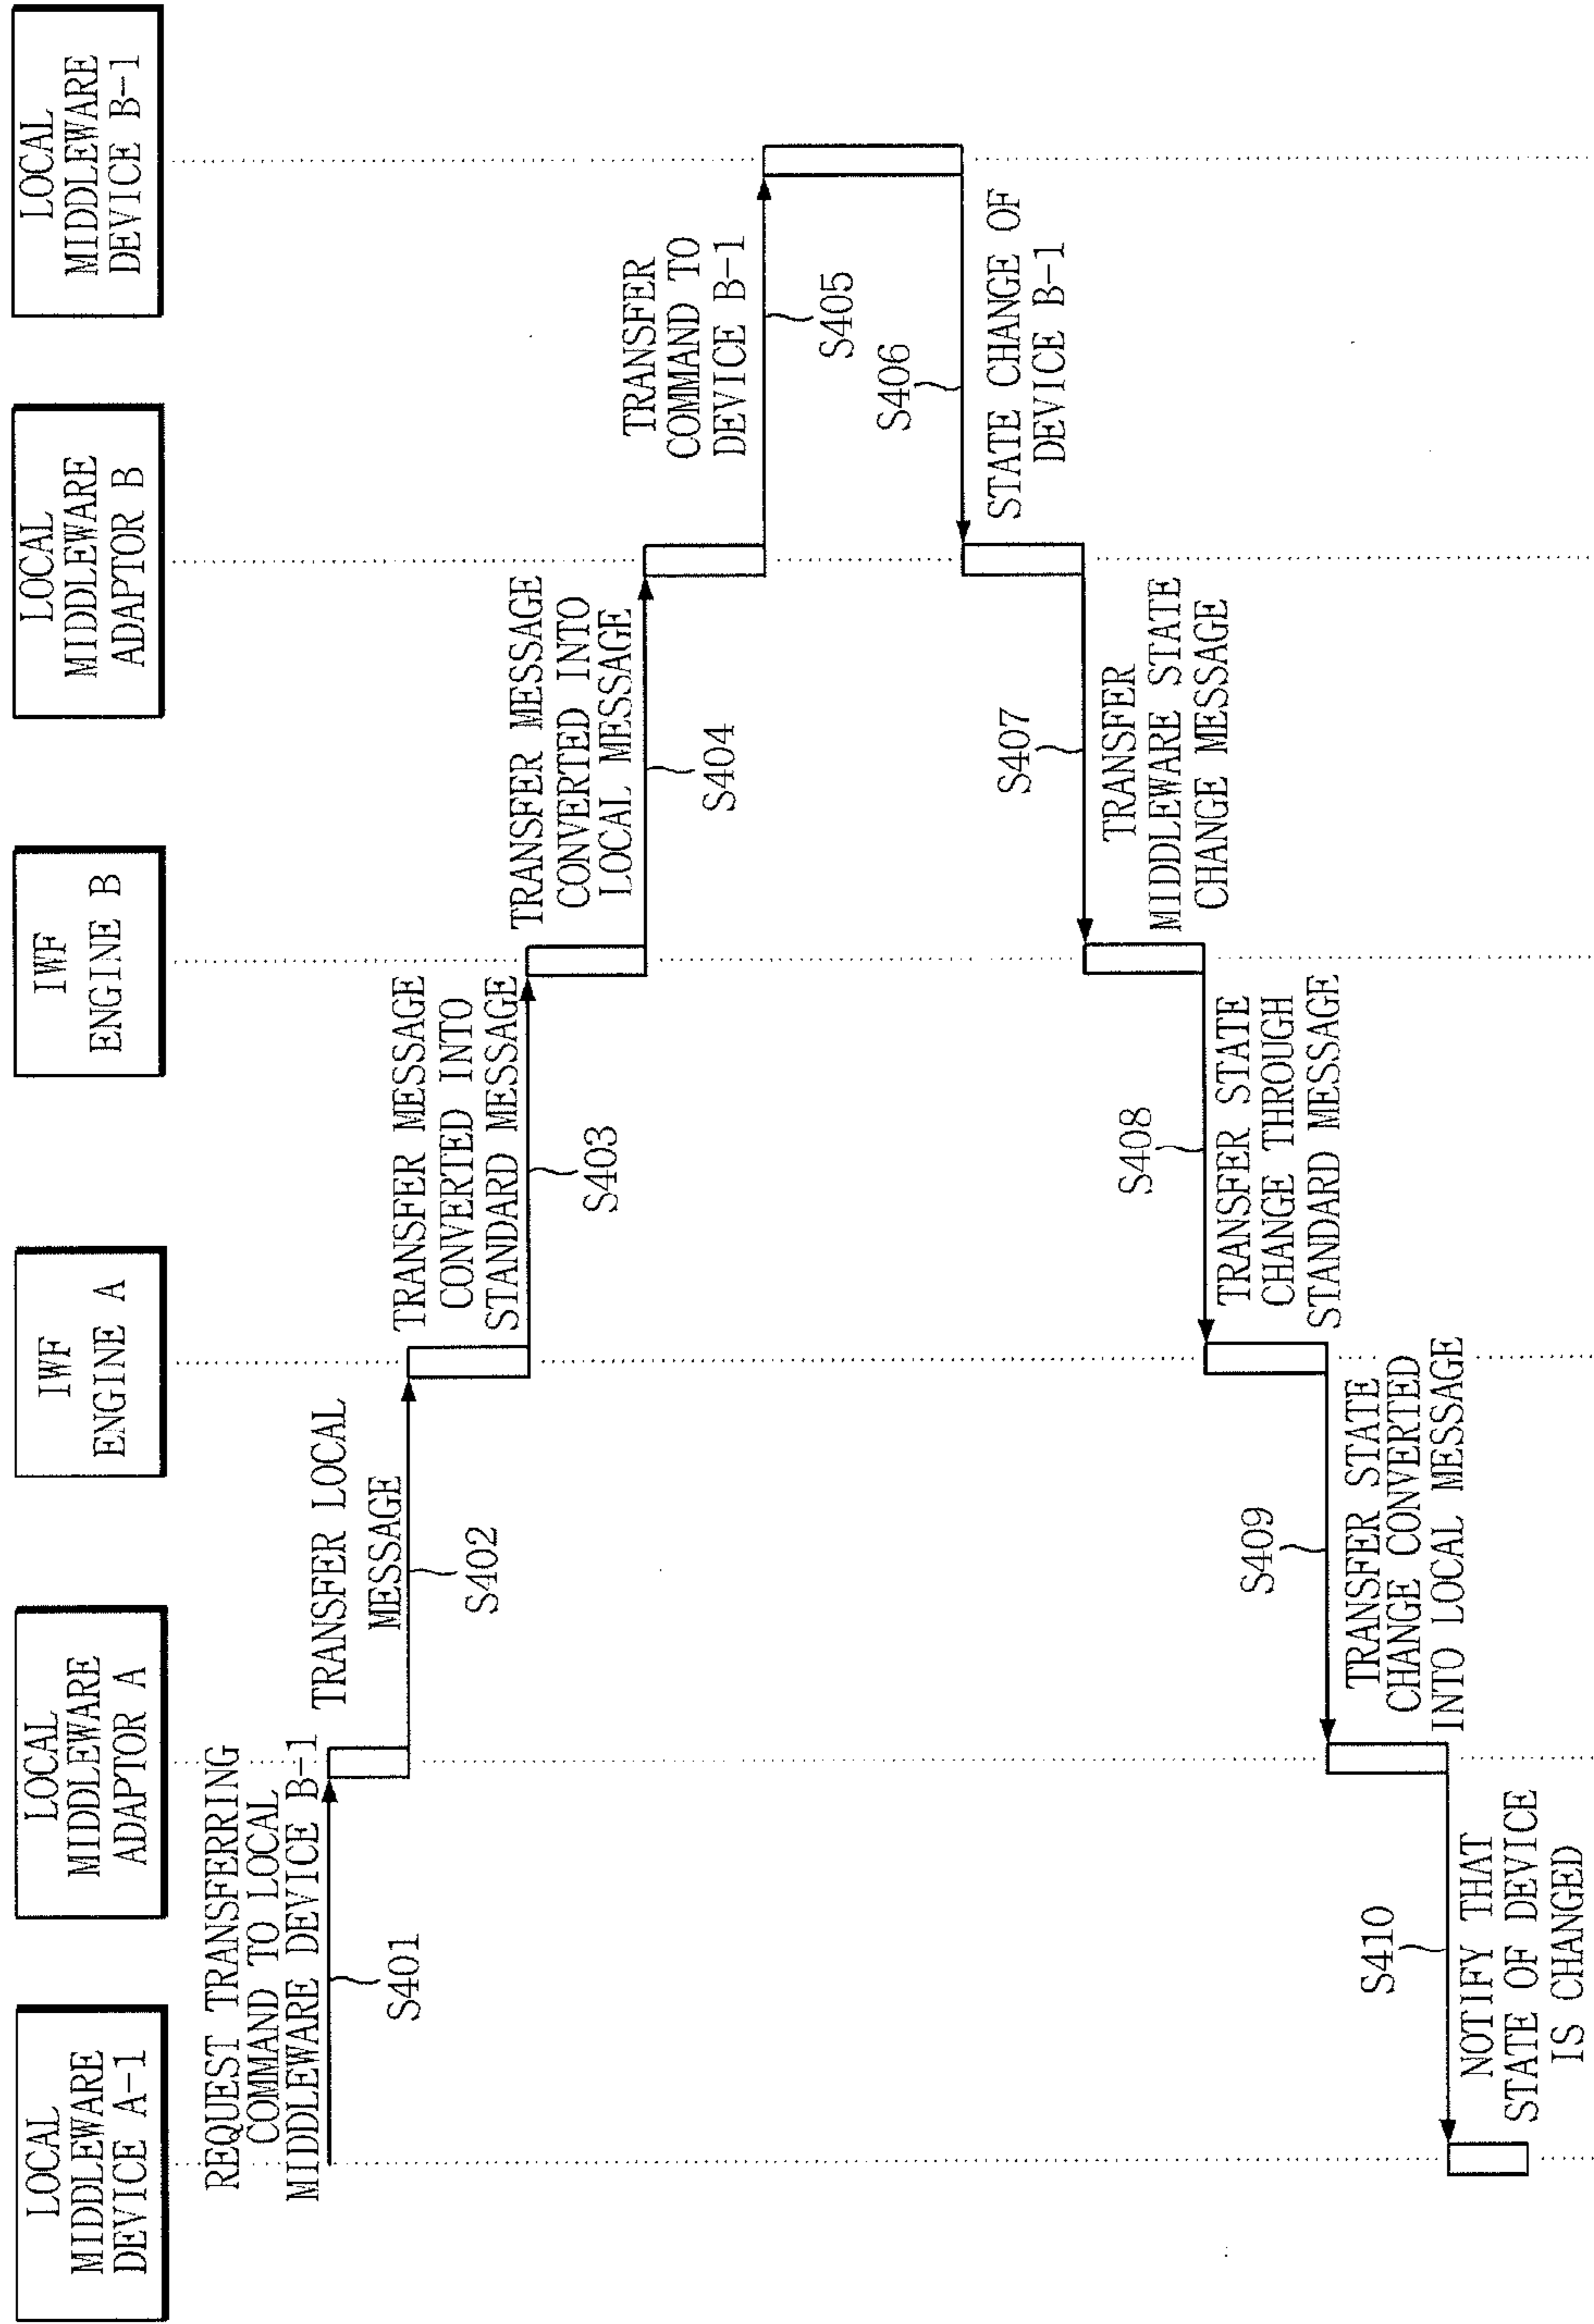 LOCAL
MIDDLEWARE
DEVICE A-1
LOCAL
MIDDLEWARE
ADAPTOR A
IWF
ENGINE A
IWF
ENGINE B
LOCAL
MIDDLEWARE
ADAPTOR B
LOCAL
MIDDLEWARE
DEVICE B-1
REQUEST TRANSFERRING
COMMAND TO LOCAL
MIDDLEWARE DEVICE B-1
S401
TRANSFER LOCAL
MESSAGE
S402
TRANSFER MESSAGE
CONVERTED INTO
STANDARD MESSAGE
S403
TRANSFER MESSAGE
CONVERTED INTO
LOCAL MESSAGE
S404
TRANSFER
COMMAND TO
DEVICE B-1
S405
S406
STATE CHANGE OF
DEVICE B-1
S407
TRANSFER
MIDDLEWARE STATE
CHANGE MESSAGE
S408
TRANSFER STATE
CHANGE THROUGH
STANDARD MESSAGE
S409
TRANSFER STATE
CHANGE CONVERTED
INTO LOCAL MESSAGE
S410
NOTIFY THAT
STATE OF DEVICE
IS CHANGED